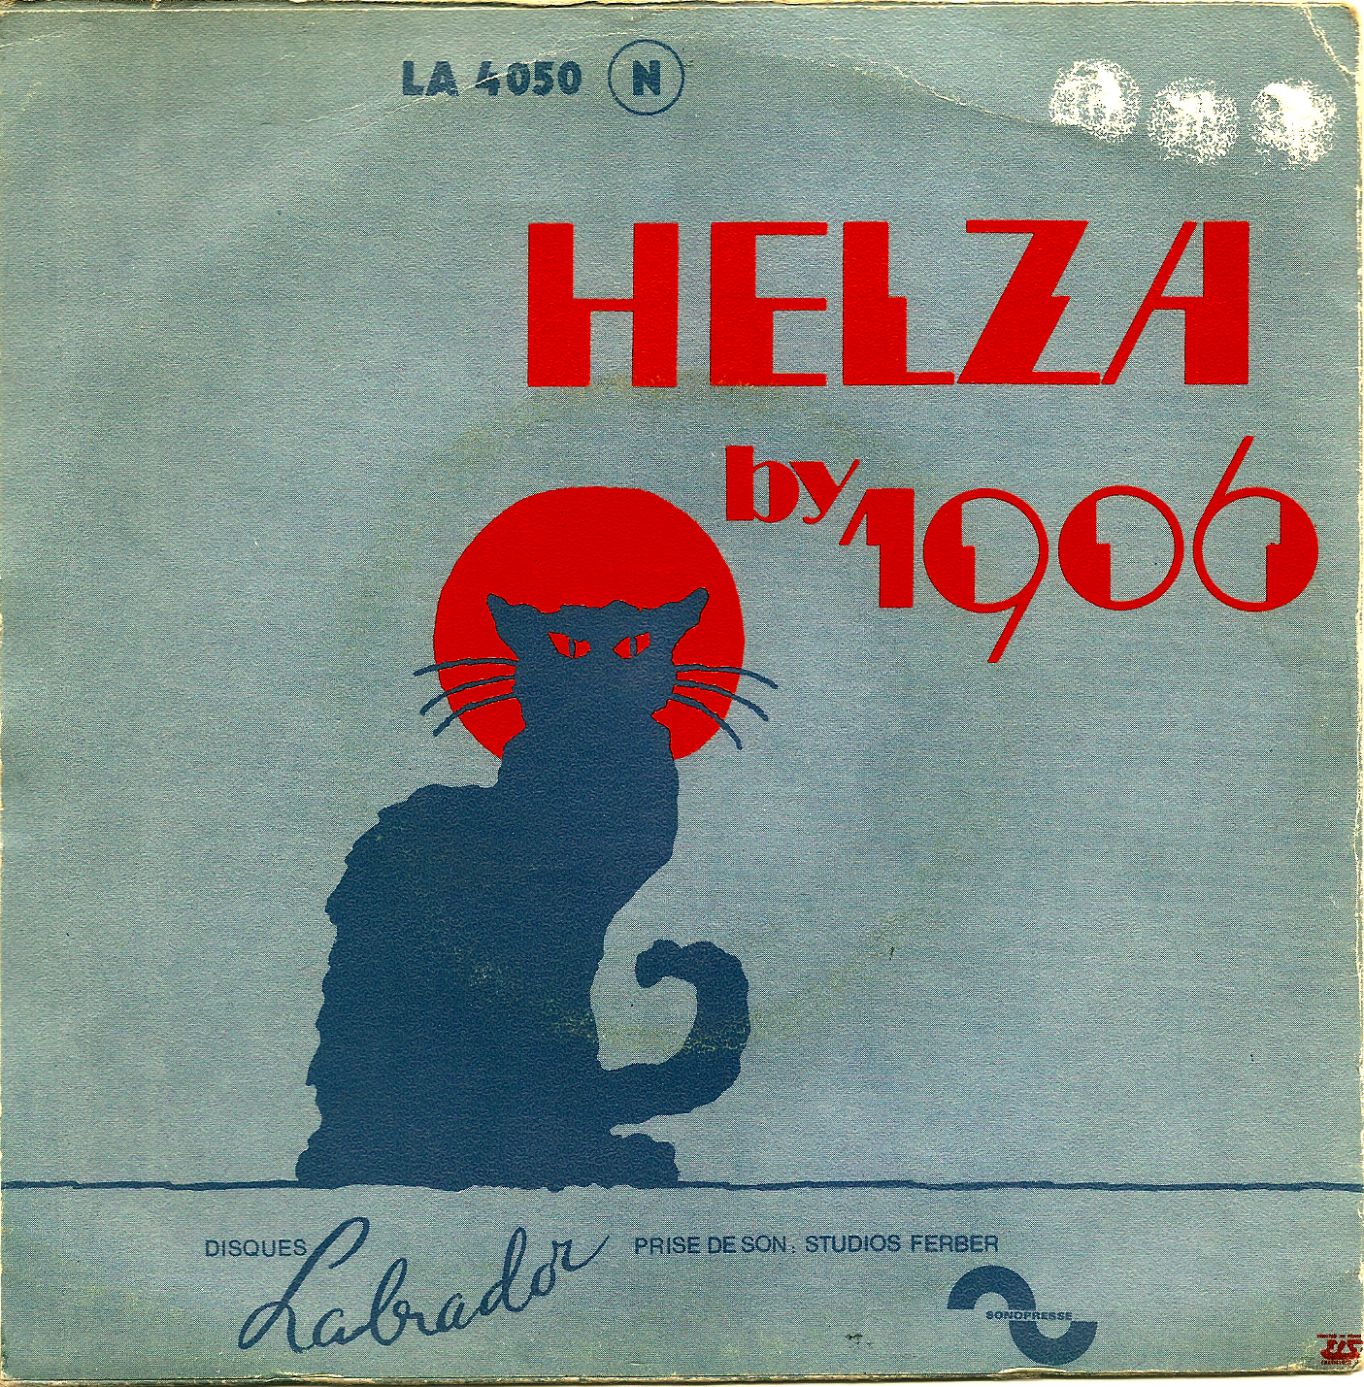 LA 4050 N
HELZA
by 1906
DISQUES Labrador PRISE DE SON : STUDIOS FERBER
SONOPRESSE